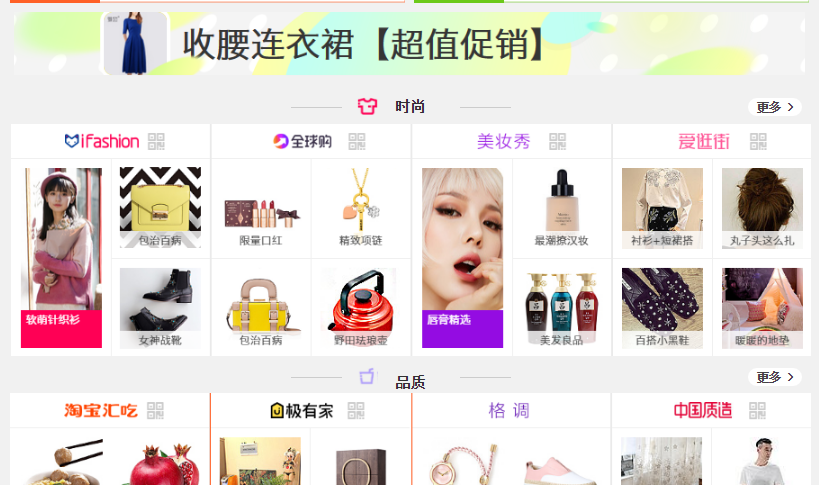 收腰连衣裙【超值促销】
时尚
更多 >
iFashion
全球购
美妆秀
爱逛街
包治百病
限量口红
精致项链
最潮撩汉妆
衬衫+短裙搭
丸子头这么扎
软萌针织衫
女神战靴
包治百病
野田珐琅壶
唇膏精选
美发良品
百搭小黑鞋
暖暖的地垫
品质
更多 >
淘宝汇吃
极有家
格调
中国质造